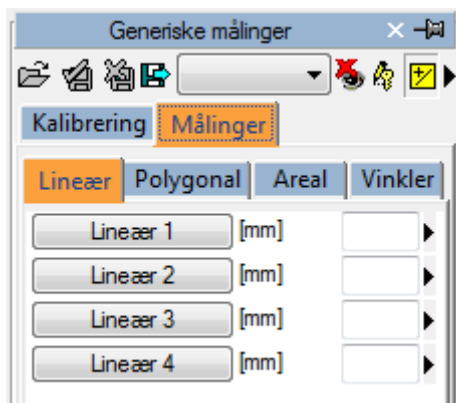 Generiske målinger
Kalibrering Målinger
Lineær Polygonal Areal Vinkler
Lineær 1 [mm]
Lineær 2 [mm]
Lineær 3 [mm]
Lineær 4 [mm]